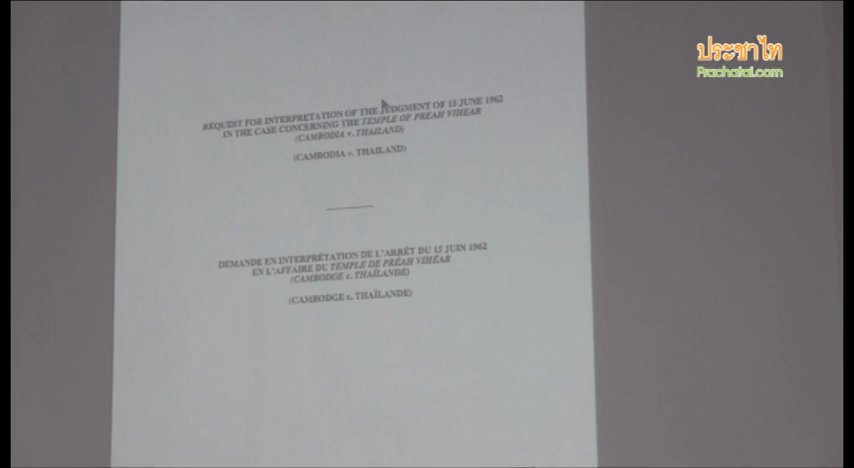 ประชาไท
Prachatai.com
REQUEST FOR INTERPRETATION OF THE JUDGMENT OF 15 JUNE 1962
IN THE CASE CONCERNING THE TEMPLE OF PREAH VIHEAR
(CAMBODIA v. THAILAND)
(CAMBODIA v. THAILAND)
DEMANDE EN INTERPRÉTATION DE L'ARRÊT DU 15 JUIN 1962
EN L'AFFAIRE DU TEMPLE DE PRÉAH VIHÉAR
(CAMBODGE c. THAÏLANDE)
(CAMBODGE c. THAÏLANDE)